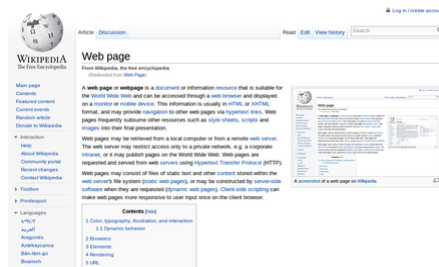 Log in / create account
Article Discussion
Read Edit View history
Search
WIKIPEDIA
The Free Encyclopedia
Main page
Contents
Featured content
Current events
Random article
Donate to Wikipedia
Interaction
Help
About Wikipedia
Community portal
Recent changes
Contact Wikipedia
Toolbox
Print/export
Languages
አማርኛ
العربية
Aragonés
Azərbaycanca
Bân-lâm-gú
Boarisch
Web page
From Wikipedia, the free encyclopedia
(Redirected from Web Page)
A web page or webpage is a document or information resource that is suitable for
the World Wide Web and can be accessed through a web browser and displayed
on a monitor or mobile device. This information is usually in HTML or XHTML
format, and may provide navigation to other web pages via hypertext links. Web
pages frequently subsume other resources such as style sheets, scripts and
images into their final presentation.
Web pages may be retrieved from a local computer or from a remote web server.
The web server may restrict access only to a private network, e.g. a corporate
intranet, or it may publish pages on the World Wide Web. Web pages are
requested and served from web servers using Hypertext Transfer Protocol (HTTP).
Web pages may consist of files of static text and other content stored within the
web server's file system (static web pages), or may be constructed by server-side
software when they are requested (dynamic web pages). Client-side scripting can
make web pages more responsive to user input once on the client browser.
A screenshot of a web page on Wikipedia
Contents [hide]
1 Color, typography, illustration, and interaction
1.1 Dynamic behavior
2 Browsers
3 Elements
4 Rendering
5 URL